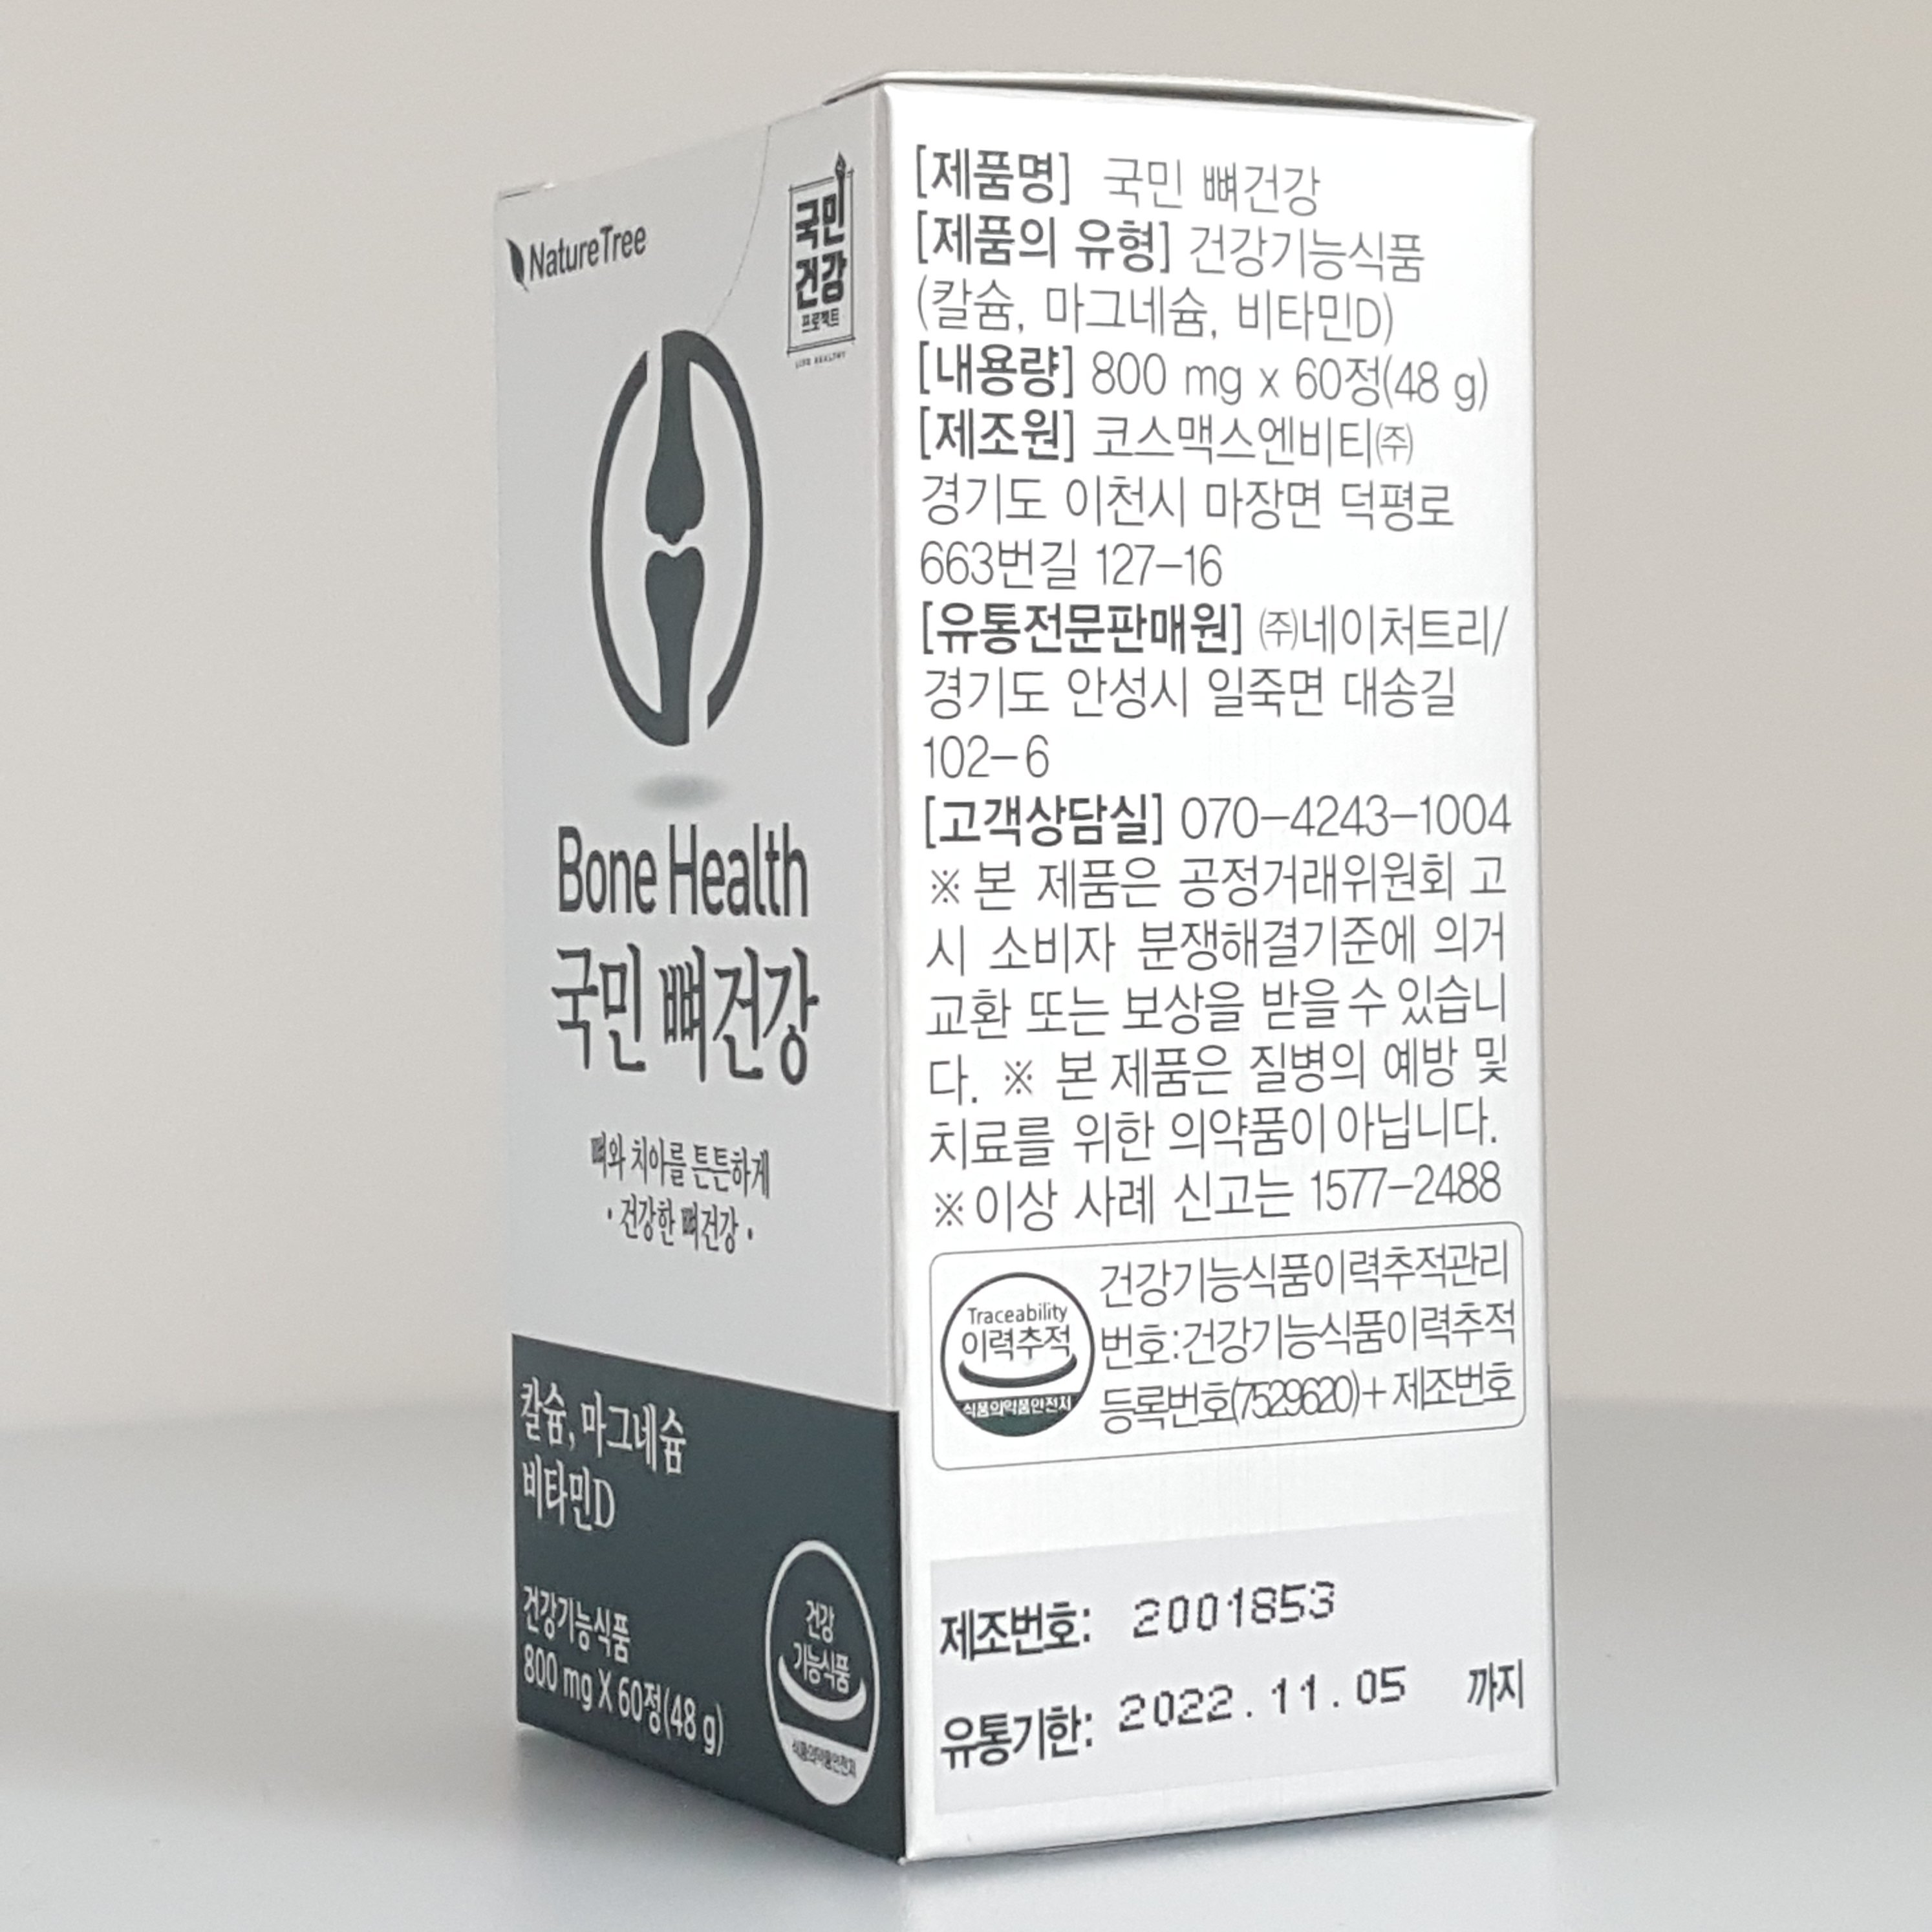 NatureTree
국민
건강
프로젝트
LIVE HEALTHY
Bone Health
국민 뼈건강
뼈와 치아를 튼튼하게
· 건강한 뼈건강 ·
칼슘, 마그네슘
비타민D
건강기능식품
800 mg X 60정(48 g)
건강
기능식품
식품의약품안전처
[제품명] 국민 뼈건강
[제품의 유형] 건강기능식품
(칼슘, 마그네슘, 비타민D)
[내용량] 800 mg x 60정(48 g)
[제조원] 코스맥스엔비티㈜
경기도 이천시 마장면 덕평로
663번길 127-16
[유통전문판매원] ㈜네이처트리/
경기도 안성시 일죽면 대송길
102-6
[고객상담실] 070-4243-1004
※ 본 제품은 공정거래위원회 고
시 소비자 분쟁해결기준에 의거
교환 또는 보상을 받을 수 있습니
다. ※ 본 제품은 질병의 예방 및
치료를 위한 의약품이 아닙니다.
※ 이상 사례 신고는 1577-2488
Traceability
이력추적
식품의약품안전처
건강기능식품이력추적관리
번호:건강기능식품이력추적
등록번호(7529620)+ 제조번호
제조번호: 2001853
유통기한: 2022.11.05 까지